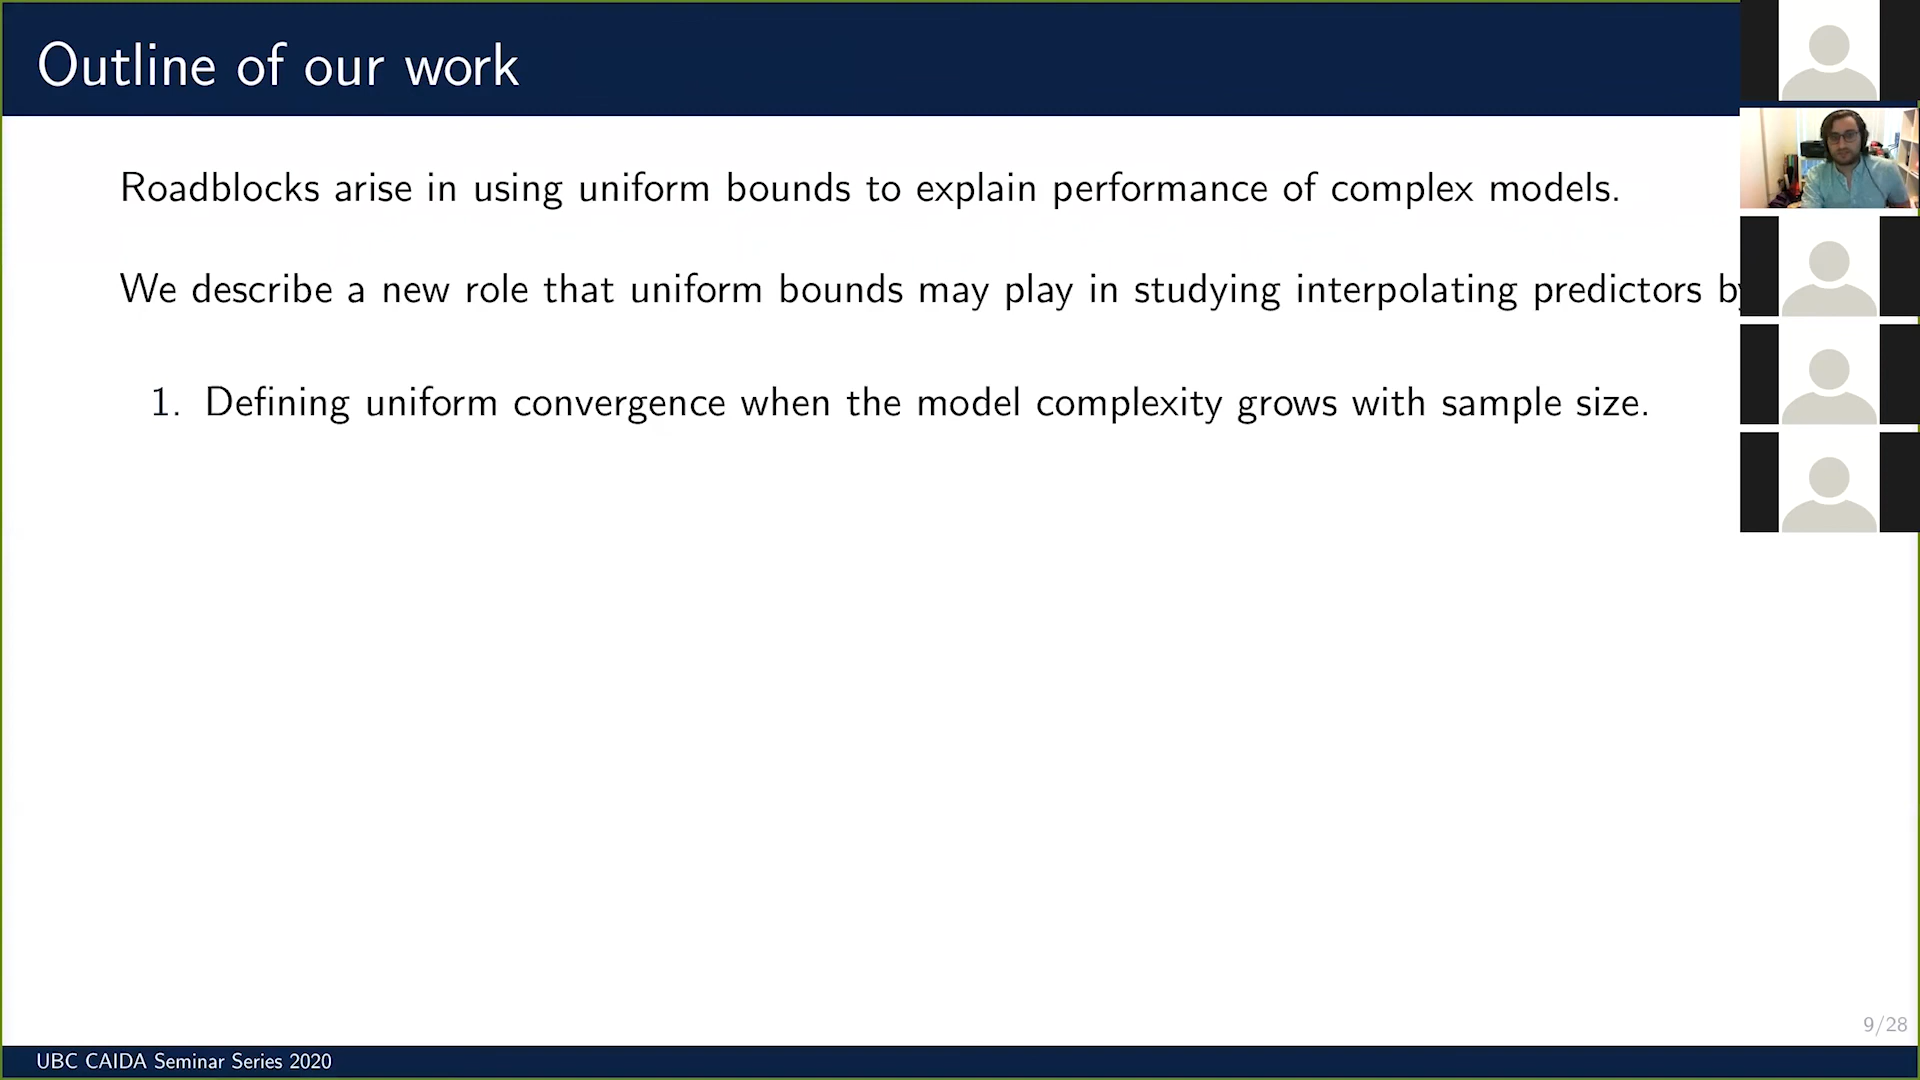 Outline of our work
Roadblocks arise in using uniform bounds to explain performance of complex models.
We describe a new role that uniform bounds may play in studying interpolating predictors by
1. Defining uniform convergence when the model complexity grows with sample size.
9/28
UBC CAIDA Seminar Series 2020